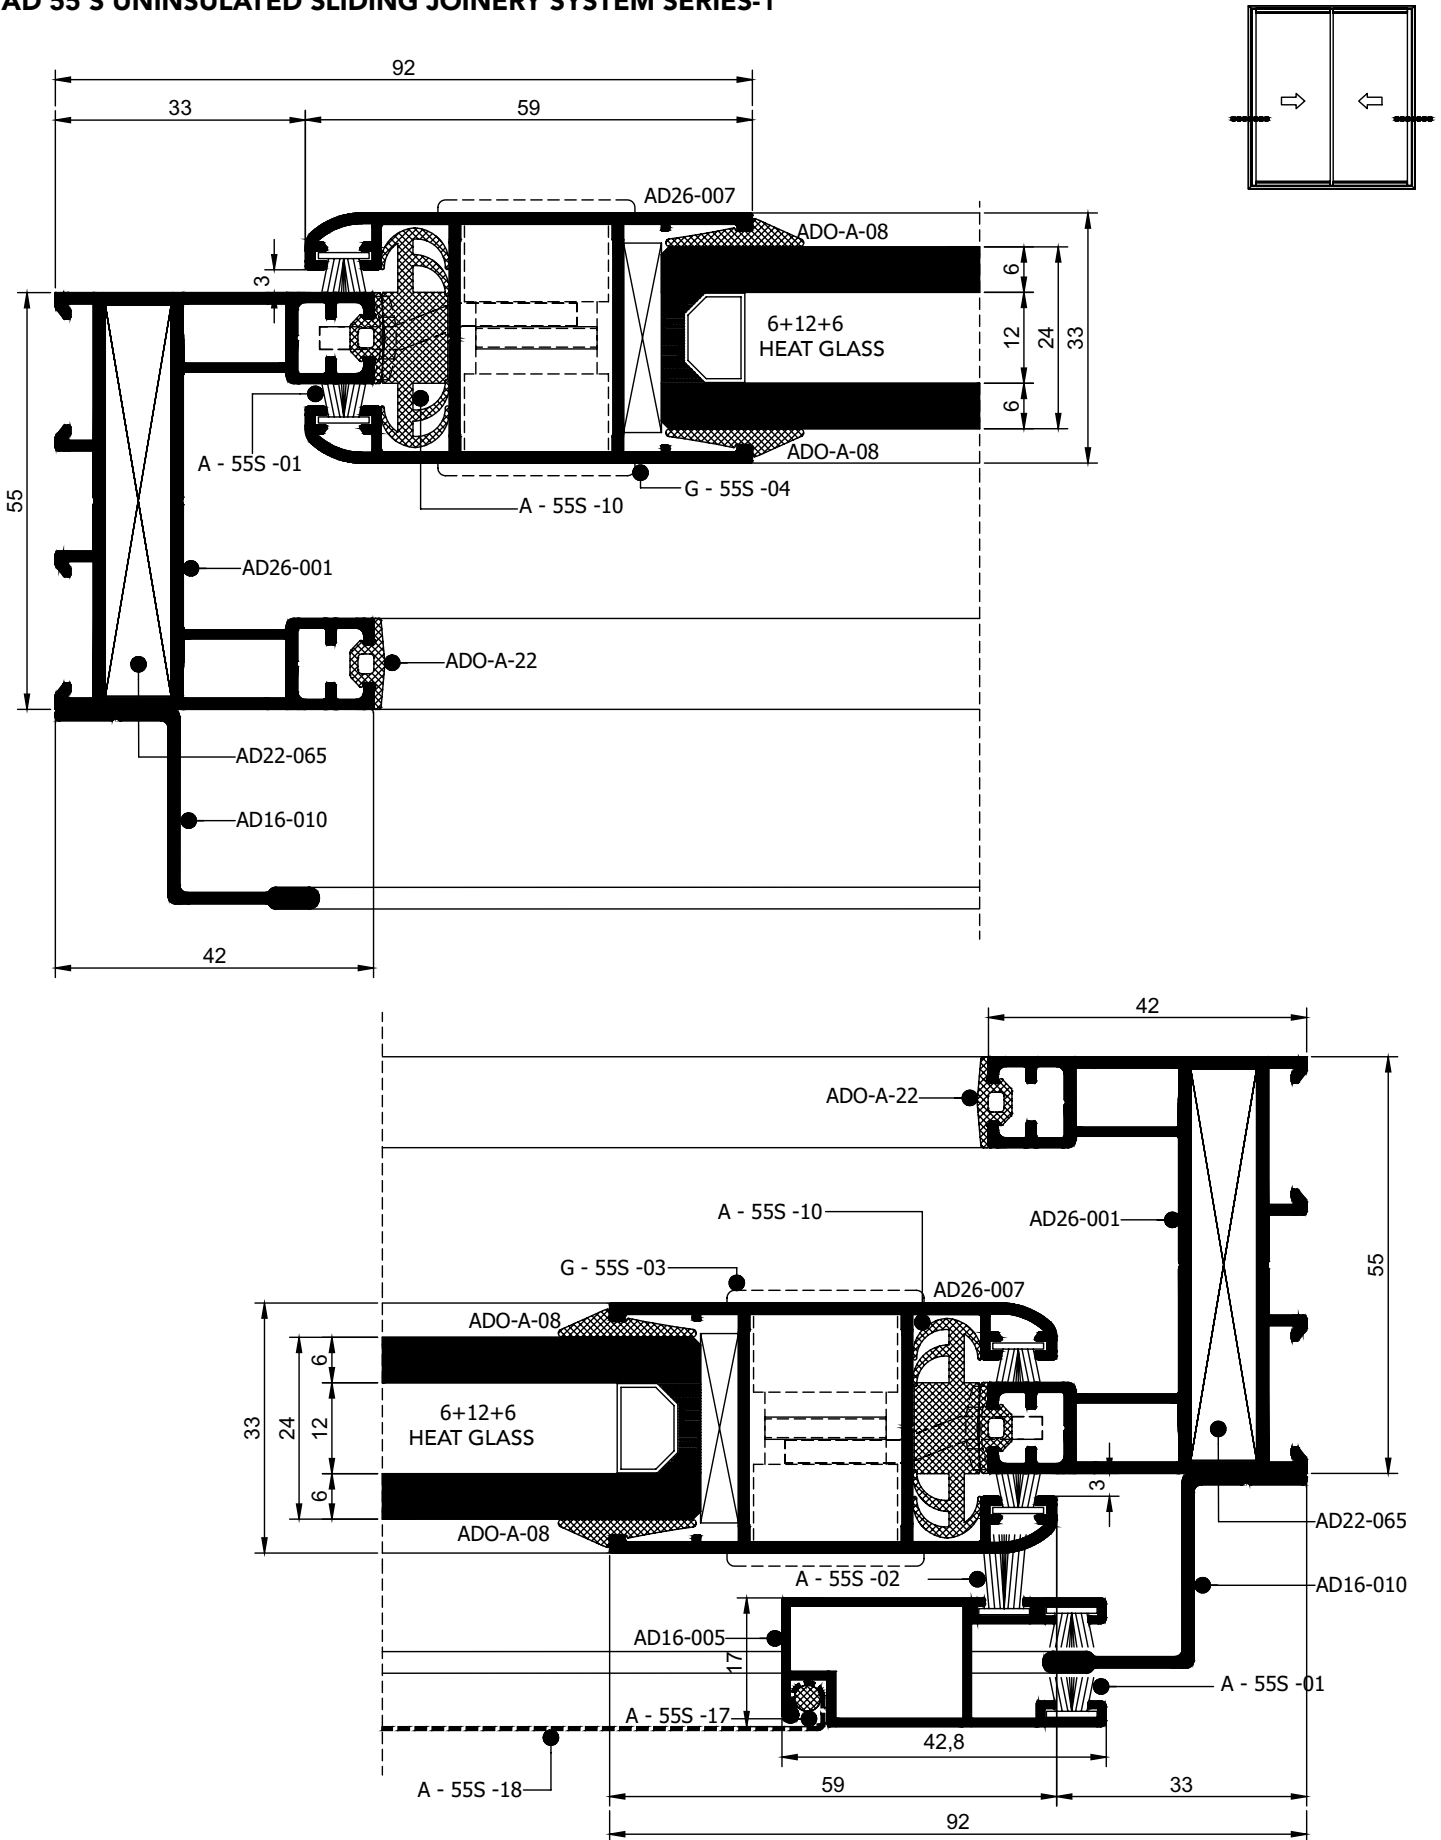 AD 55 S UNINSULATED SLIDING JOINERY SYSTEM SERIES-1
92
33
59
AD26-007
ADO-A-08
3
6
6+12+6
HEAT GLASS
12
24
33
6
ADO-A-08
A - 55S -01
G - 55S -04
A - 55S -10
55
AD26-001
ADO-A-22
AD22-065
AD16-010
42
42
ADO-A-22
A - 55S -10
AD26-001
55
G - 55S -03
AD26-007
ADO-A-08
6
6+12+6
HEAT GLASS
33
24
12
6
3
ADO-A-08
AD22-065
A - 55S -02
AD16-010
AD16-005
17
A - 55S -01
A - 55S -17
42,8
A - 55S -18
59
33
92